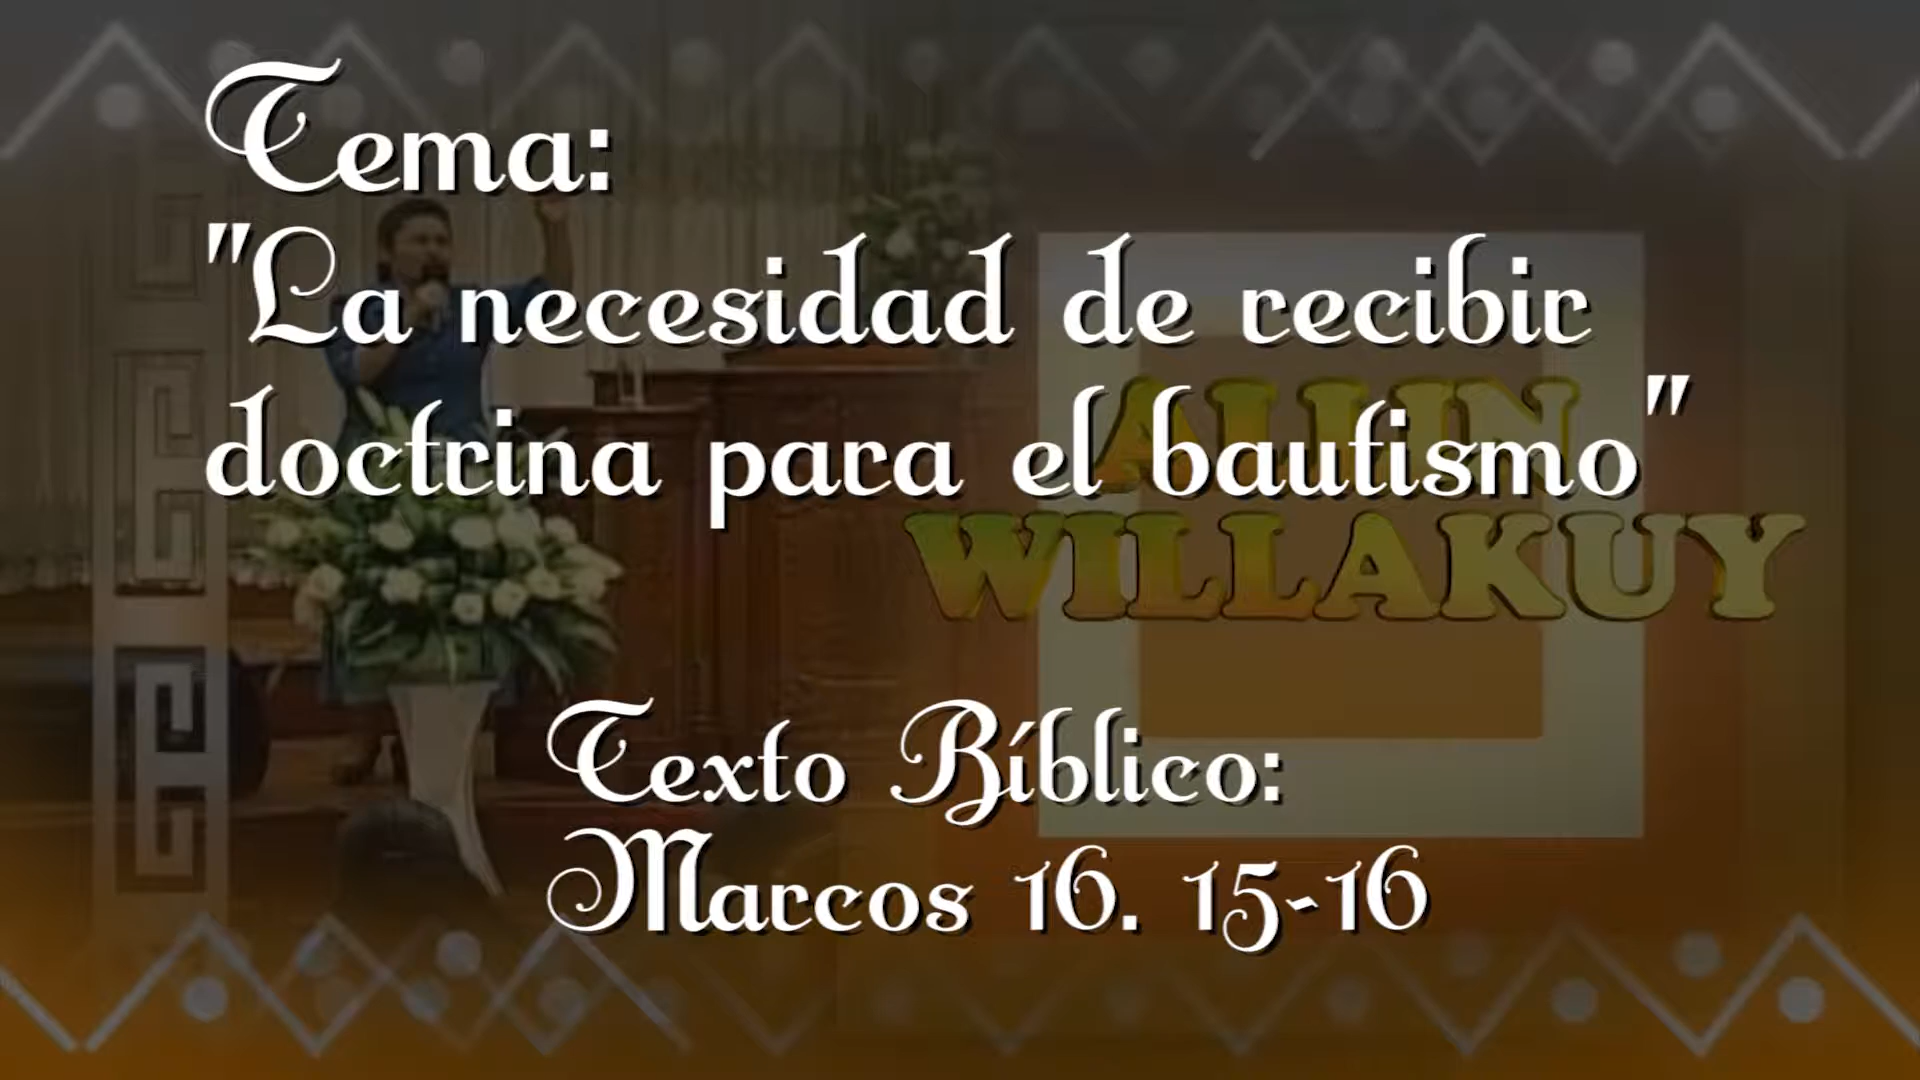 Tema:
"La necesidad de recibir
doctrina para el bautismo"
ALLIN
WILLAKUY
Texto Bíblico:
Marcos 16. 15-16